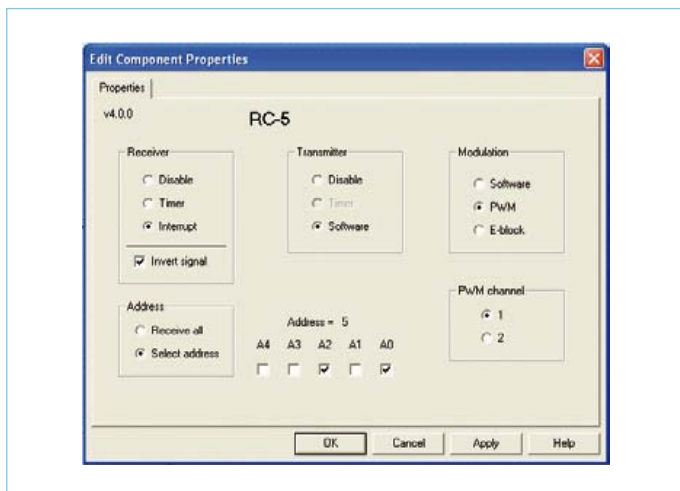 Edit Component Properties
Properties
v4.0.0
RC-5
Receiver
Disable
Timer
Interrupt
Invert signal
Transmitter
Disable
Timer
Software
Modulation
Software
PWM
E-block
Address
Receive all
Select address
Address = 5
A4 A3 A2 A1 A0
PWM channel
1
2
OK Cancel Apply Help